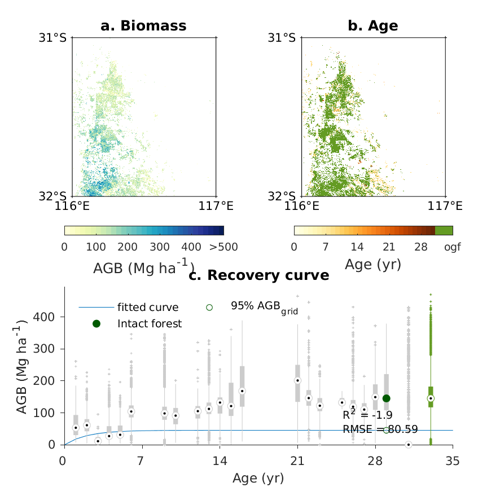 a. Biomass
b. Age
31°S
31°S
32°S
32°S
116°E
117°E
116°E
117°E
0 100 200 300 400 >500
0 7 14 21 28 ogf
AGB (Mg ha-1)
Age (yr)
c. Recovery curve
fitted curve
95% AGBgrid
Intact forest
400
300
200
100
0
AGB (Mg ha-1)
R2 = -1.9
RMSE = 80.59
0 7 14 21 29 35
Age (yr)